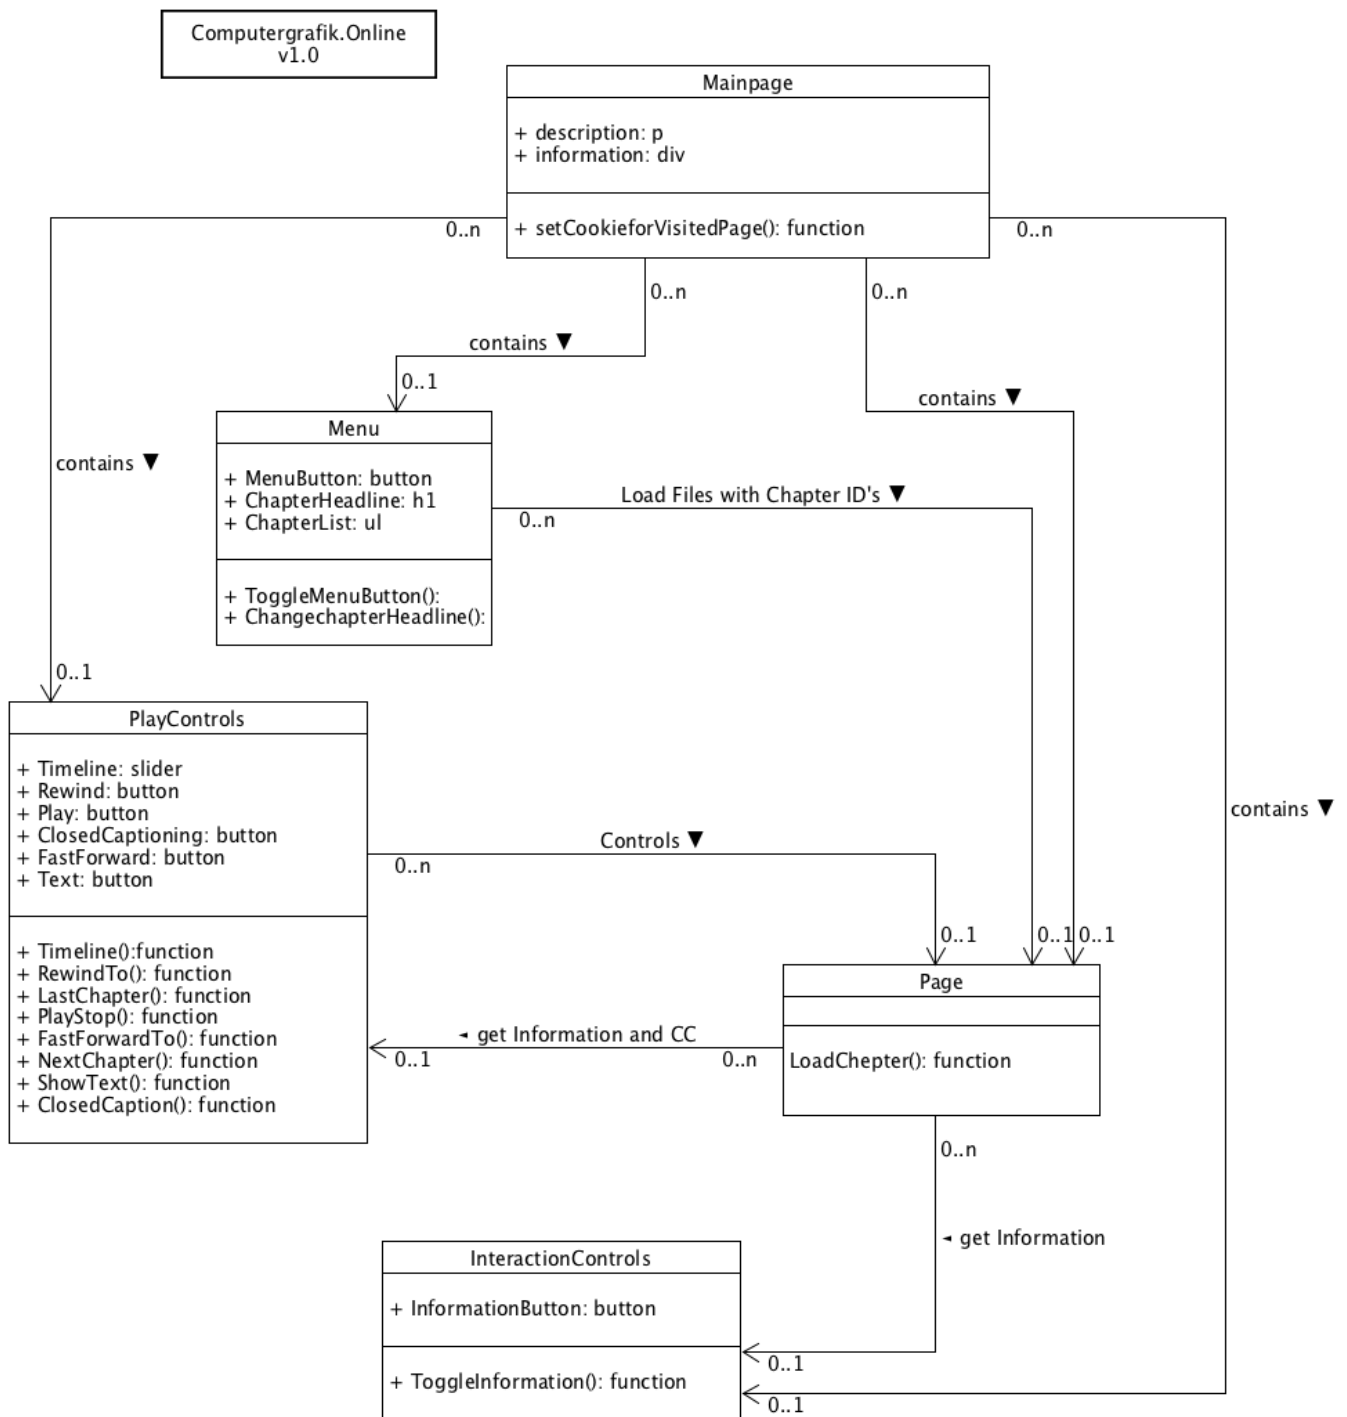 Computergrafik.Online
v1.0
Mainpage
+ description: p
+ information: div
+ setCookieforVisitedPage(): function
0..n
0..n
0..n
0..n
contains ▼
0..1
contains ▼
Menu
+ MenuButton: button
+ ChapterHeadline: h1
+ ChapterList: ul
+ ToggleMenuButton():
+ ChangechapterHeadline():
contains ▼
Load Files with Chapter ID's ▼
0..n
0..1
PlayControls
+ Timeline: slider
+ Rewind: button
+ Play: button
+ ClosedCaptioning: button
+ FastForward: button
+ Text: button
+ Timeline():function
+ RewindTo(): function
+ LastChapter(): function
+ PlayStop(): function
+ FastForwardTo(): function
+ NextChapter(): function
+ ShowText(): function
+ ClosedCaption(): function
contains ▼
Controls ▼
0..n
0..1
0..1
0..1
Page
LoadChepter(): function
◄ get Information and CC
0..1
0..n
0..n
◄ get Information
InteractionControls
+ InformationButton: button
+ ToggleInformation(): function
0..1
0..1